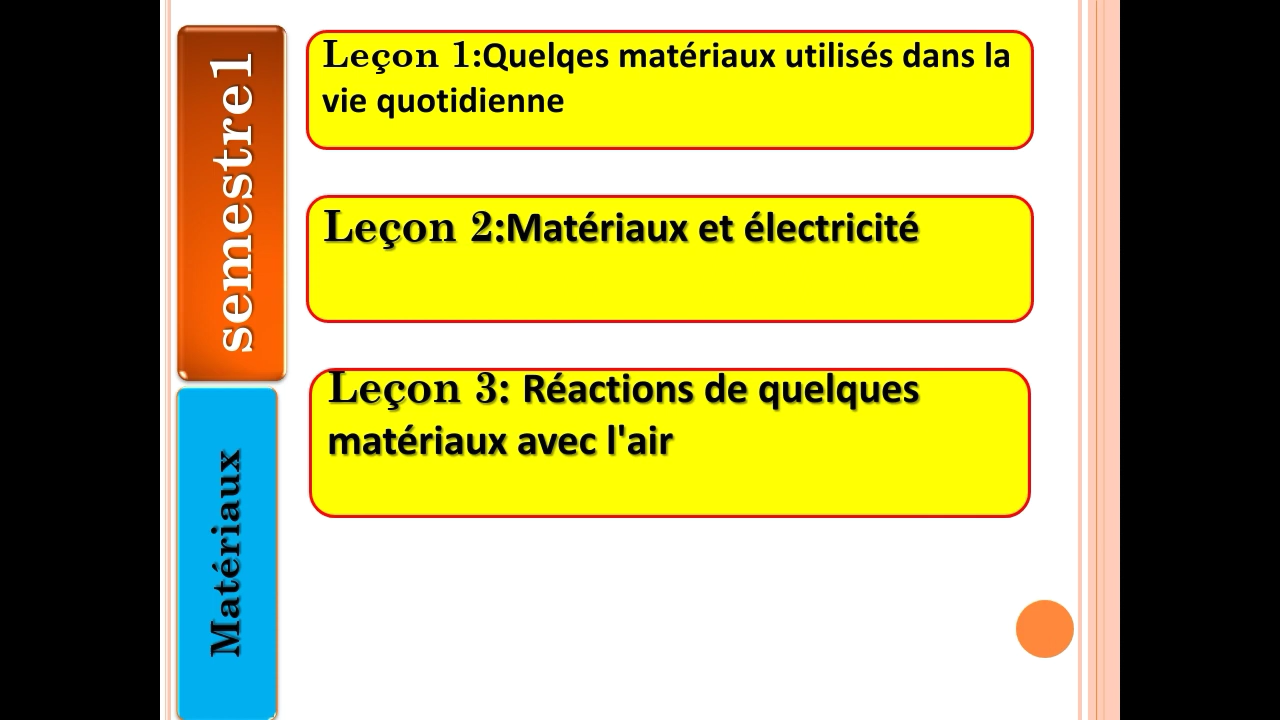 semestre1
Leçon 1:Quelqes matériaux utilisés dans la
vie quotidienne
Leçon 2:Matériaux et électricité
Leçon 3: Réactions de quelques
matériaux avec l'air
Matériaux